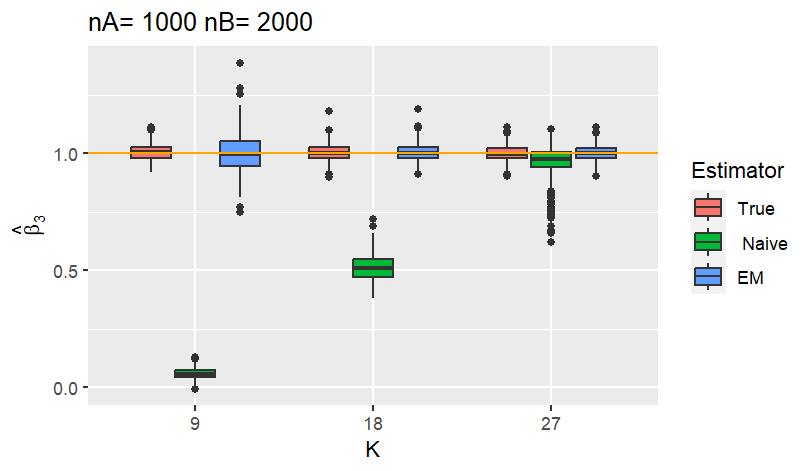 nA= 1000 nB= 2000
1.0
0.5
0.0
β̂3
9
18
27
K
Estimator
True
Naive
EM